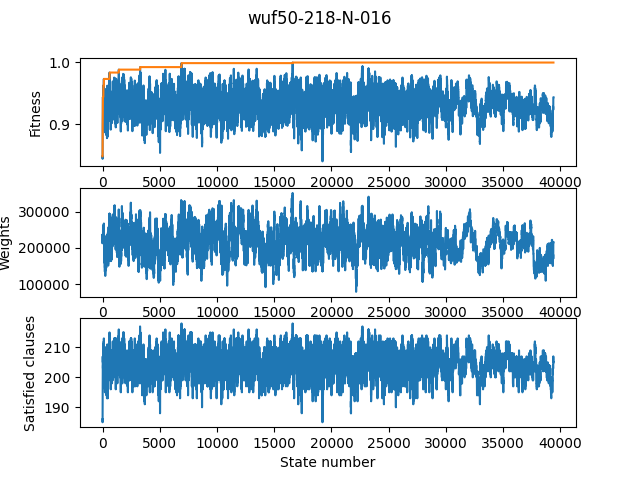 wuf50-218-N-016
1.0
0.9
Fitness
0 5000 10000 15000 20000 25000 30000 35000 40000
300000
200000
100000
Weights
0 5000 10000 15000 20000 25000 30000 35000 40000
210
200
190
Satisfied clauses
0 5000 10000 15000 20000 25000 30000 35000 40000
State number